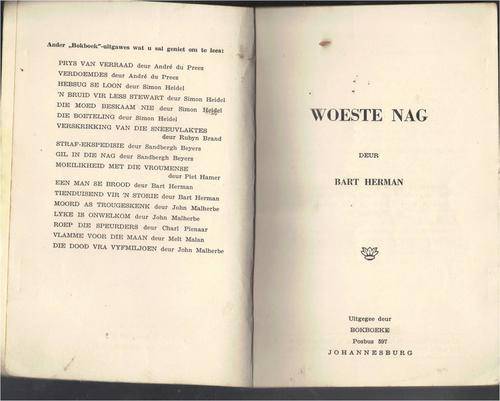 Ander „Bokboek"-uitgawes wat u sal geniet om te lees:
PRYS VAN VERRAAD deur André du Prees
VERDOEMDES deur André du Prees
HEBSUG SE LOON deur Simon Heidel
'N BRUID VIR LESS STEWART deur Simon Heidel
DIE MOED BESKAAM NIE deur Simon Heidel
DIE BOETELING deur Simon Heidel
VERSKRIKKING VAN DIE SNEEUVLAKTES
deur Rubyn Brand
STRAF-EKSPEDISIE deur Sandbergh Beyers
GIL IN DIE NAG deur Sandbergh Beyers
MOEILIKHEID MET DIE VROUMENSE
deur Piet Hamer
EEN MAN SE BROOD deur Bart Herman
TIENDUISEND VIR 'N STORIE deur Bart Herman
MOORD AS TROUGESKENK deur John Malherbe
LYKE IS ONWELKOM deur John Malherbe
ROEP DIE SPEURDERS deur Charl Pienaar
VLAMME VOOR DIE MAAN deur Melt Malan
DIE DOOD VRA VYFMILJOEN deur John Malherbe
WOESTE NAG
DEUR
BART HERMAN
Uitgegee deur
BOKBOEKE
Posbus 597
JOHANNESBURG